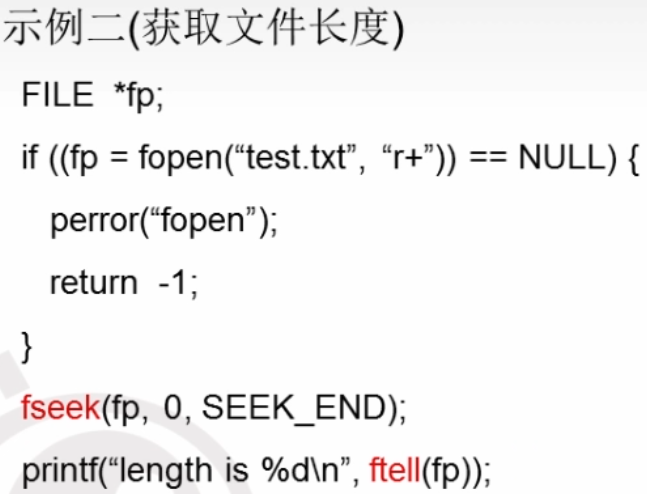 示例二(获取文件长度)
FILE  *fp;
if ((fp = fopen(“test.txt”,  “r+”)) == NULL) {
   perror(“fopen”);
   return  -1;
}
fseek(fp,  0, SEEK_END);
printf(“length is %d\n”, ftell(fp));